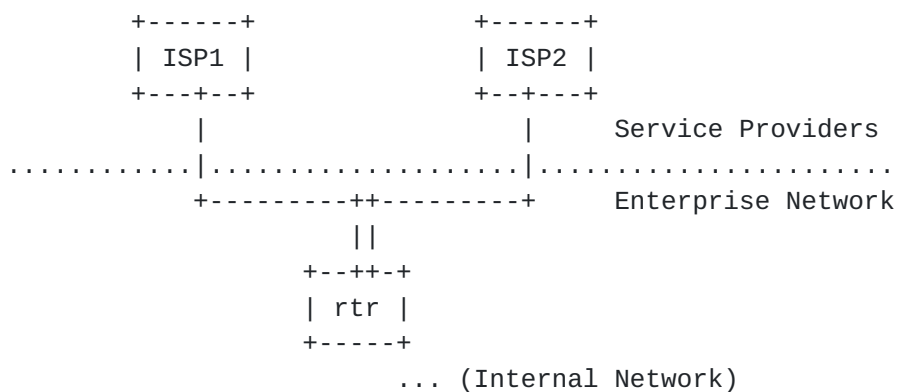 ISP1 ISP2
Service Providers
Enterprise Network
rtr
... (Internal Network)